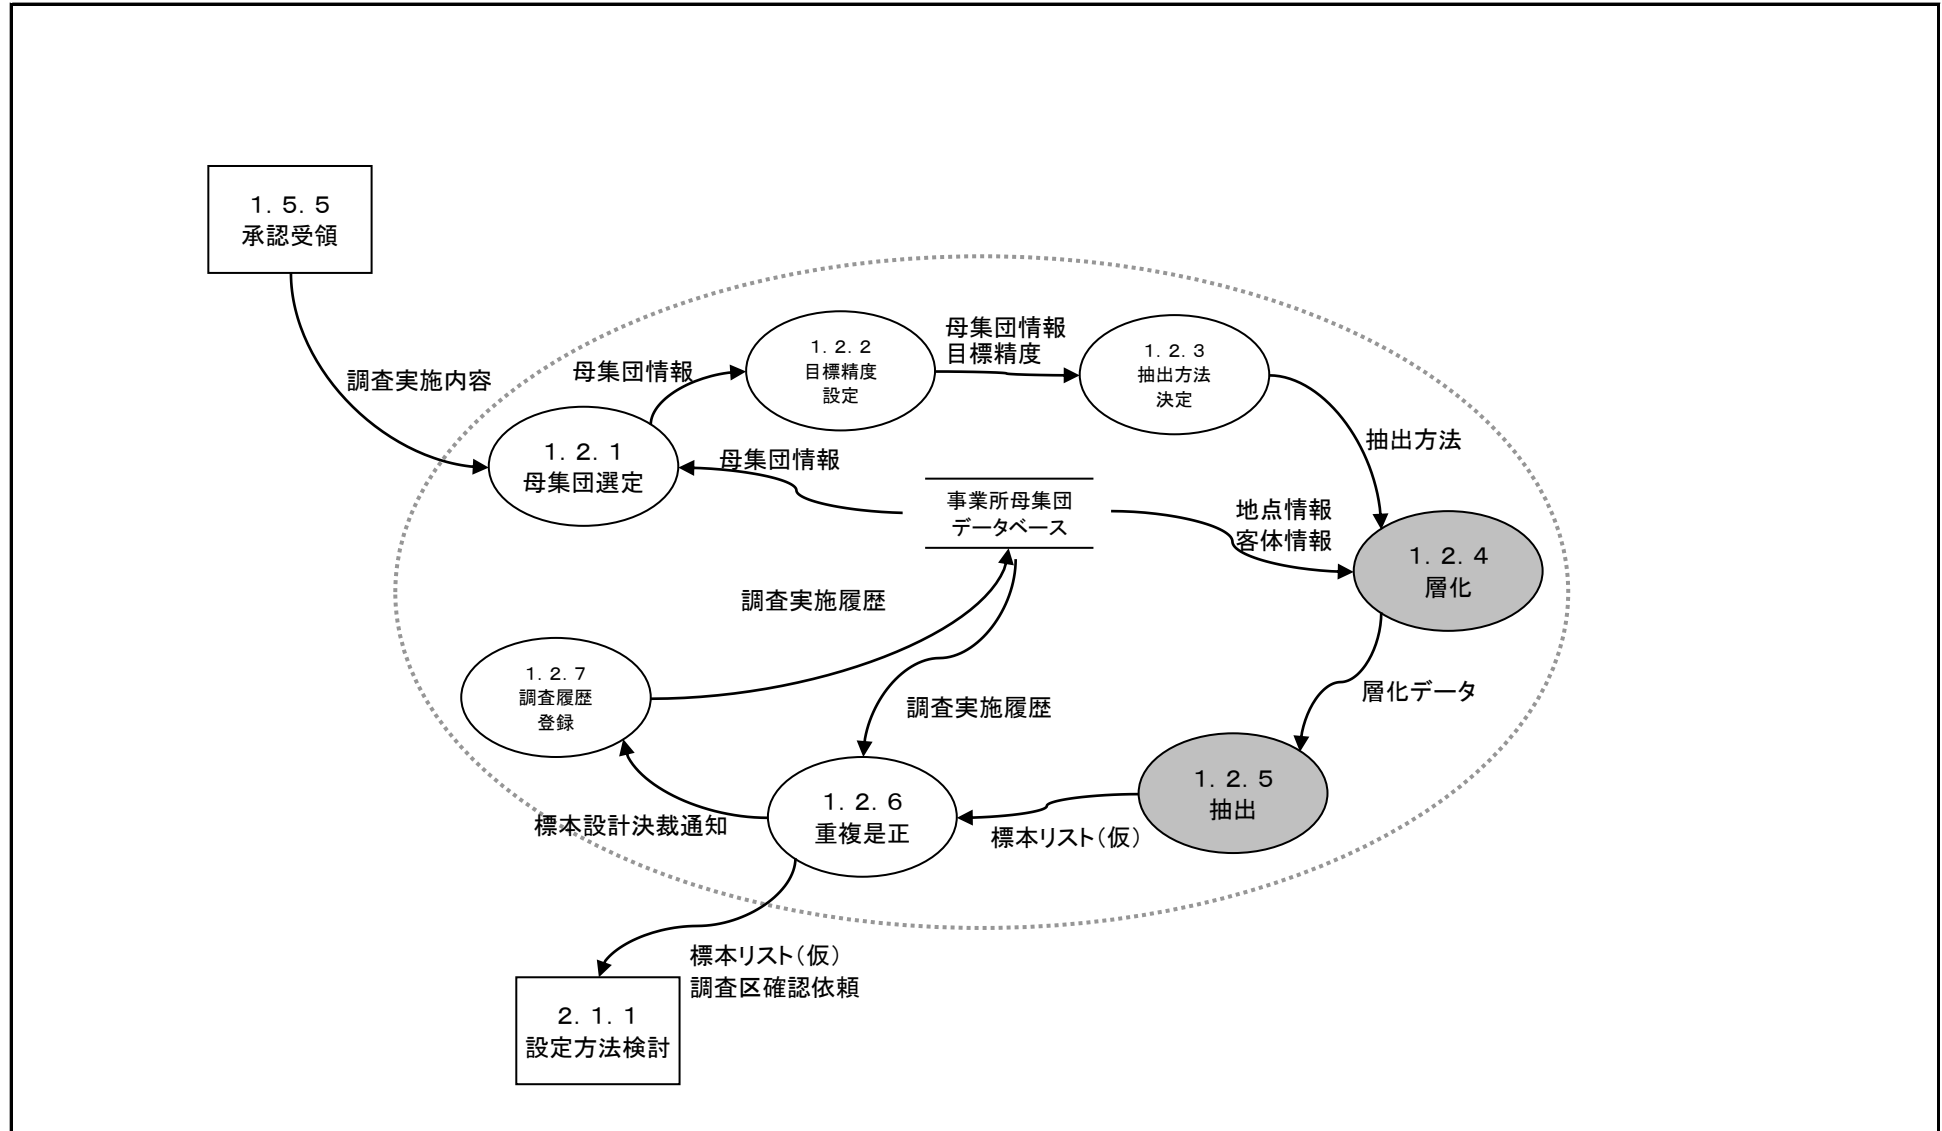 １．５．５
承認受領
調査実施内容
母集団情報
１．２．２
目標精度
設定
母集団情報
目標精度
１．２．３
抽出方法
決定
抽出方法
１．２．１
母集団選定
母集団情報
事業所母集団
データベース
地点情報
客体情報
１．２．４
層化
調査実施履歴
１．２．７
調査履歴
登録
調査実施履歴
層化データ
１．２．５
抽出
１．２．６
重複是正
標本設計決裁通知
標本リスト（仮）
標本リスト（仮）
調査区確認依頼
２．１．１
設定方法検討